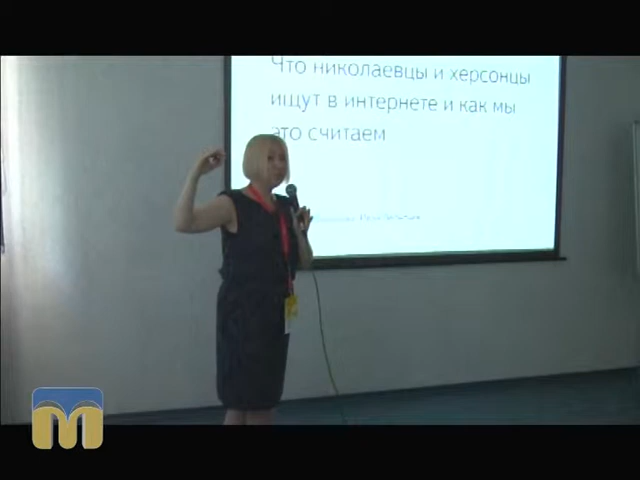 Что николаевцы и херсонцы
ищут в интернете и как мы
это считаем
m